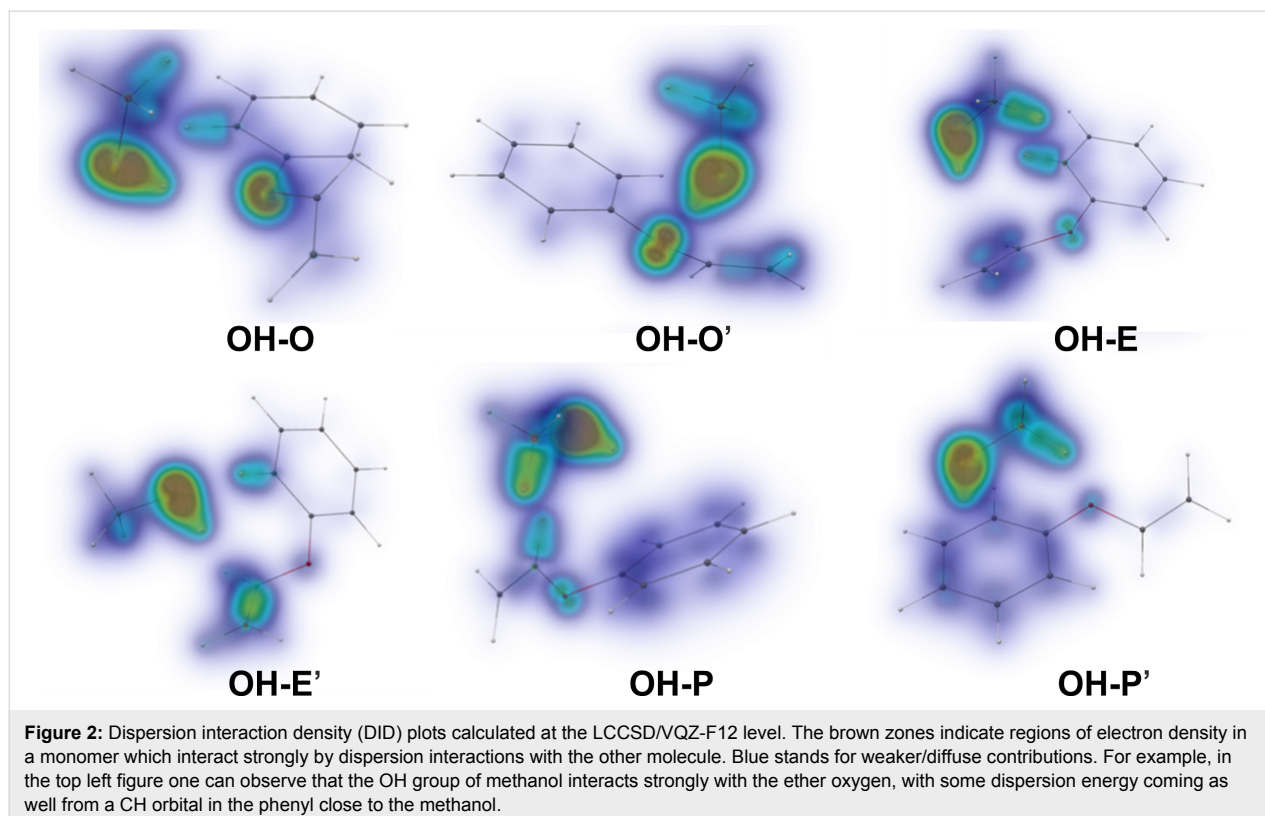 OH-O
OH-O’
OH-E
OH-E’
OH-P
OH-P’
Figure 2: Dispersion interaction density (DID) plots calculated at the LCCSD/VQZ-F12 level. The brown zones indicate regions of electron density in
a monomer which interact strongly by dispersion interactions with the other molecule. Blue stands for weaker/diffuse contributions. For example, in
the top left figure one can observe that the OH group of methanol interacts strongly with the ether oxygen, with some dispersion energy coming as
well from a CH orbital in the phenyl close to the methanol.